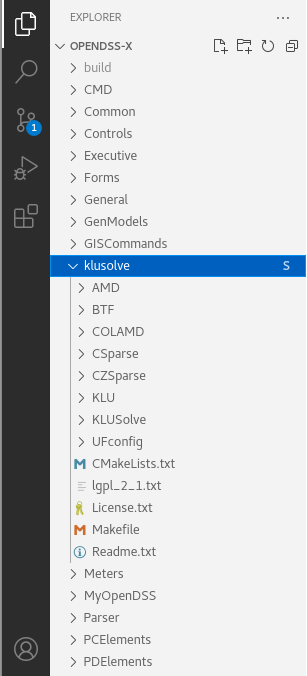 EXPLORER
OPENDSS-X
build
CMD
Common
Controls
1
Executive
Forms
General
GenModels
GISCommands
klusolve S
AMD
BTF
COLAMD
CSparse
CZSparse
KLU
KLUSolve
UFconfig
CMakeLists.txt
lgpl_2_1.txt
License.txt
Makefile
Readme.txt
Meters
MyOpenDSS
Parser
PCElements
PDElements